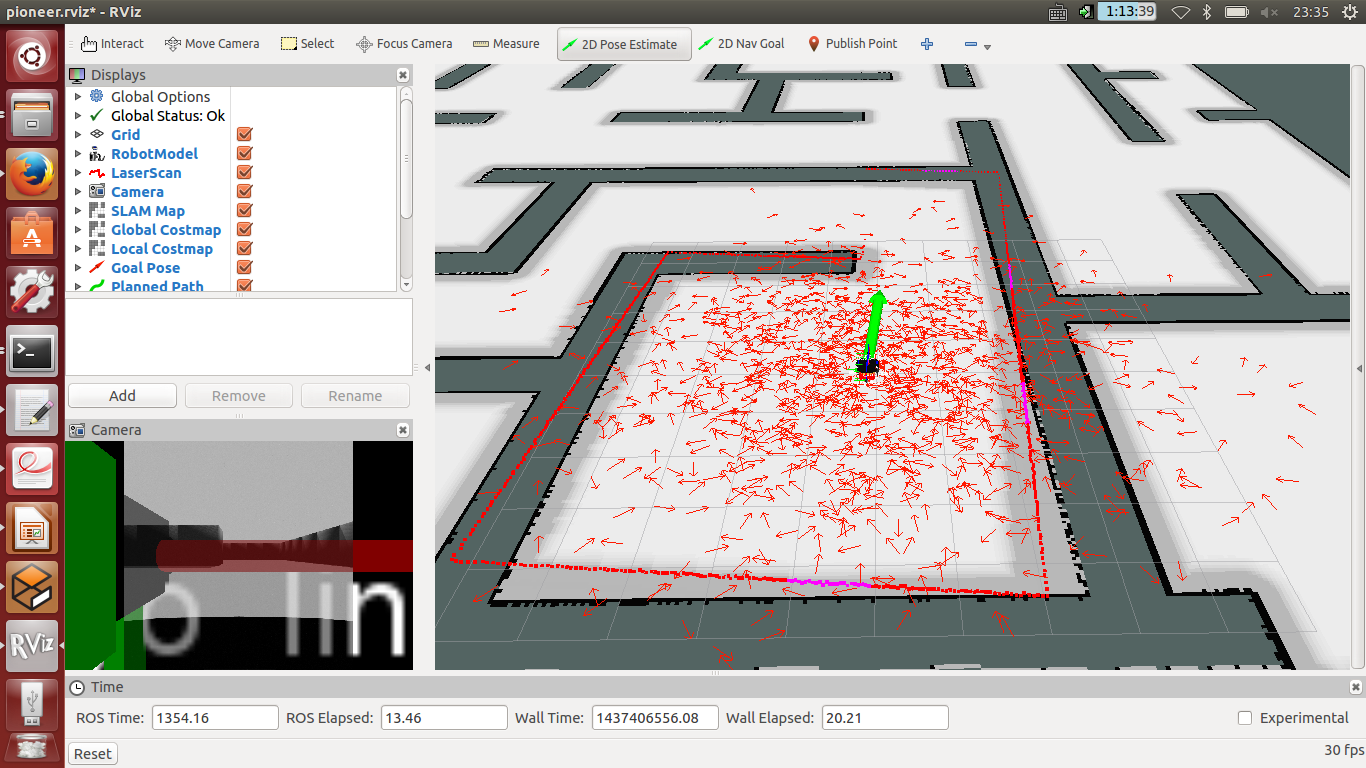 pioneer.rviz* - RViz
1:13:39
23:35
Interact
Move Camera
Select
Focus Camera
Measure
2D Pose Estimate
2D Nav Goal
Publish Point
Displays
Global Options
Global Status: Ok
Grid
RobotModel
LaserScan
Camera
SLAM Map
Global Costmap
Local Costmap
Goal Pose
Planned Path
Add
Remove
Rename
Camera
o lin
RViz
Time
ROS Time: 1354.16
ROS Elapsed: 13.46
Wall Time: 1437406556.08
Wall Elapsed: 20.21
Experimental
Reset
30 fps